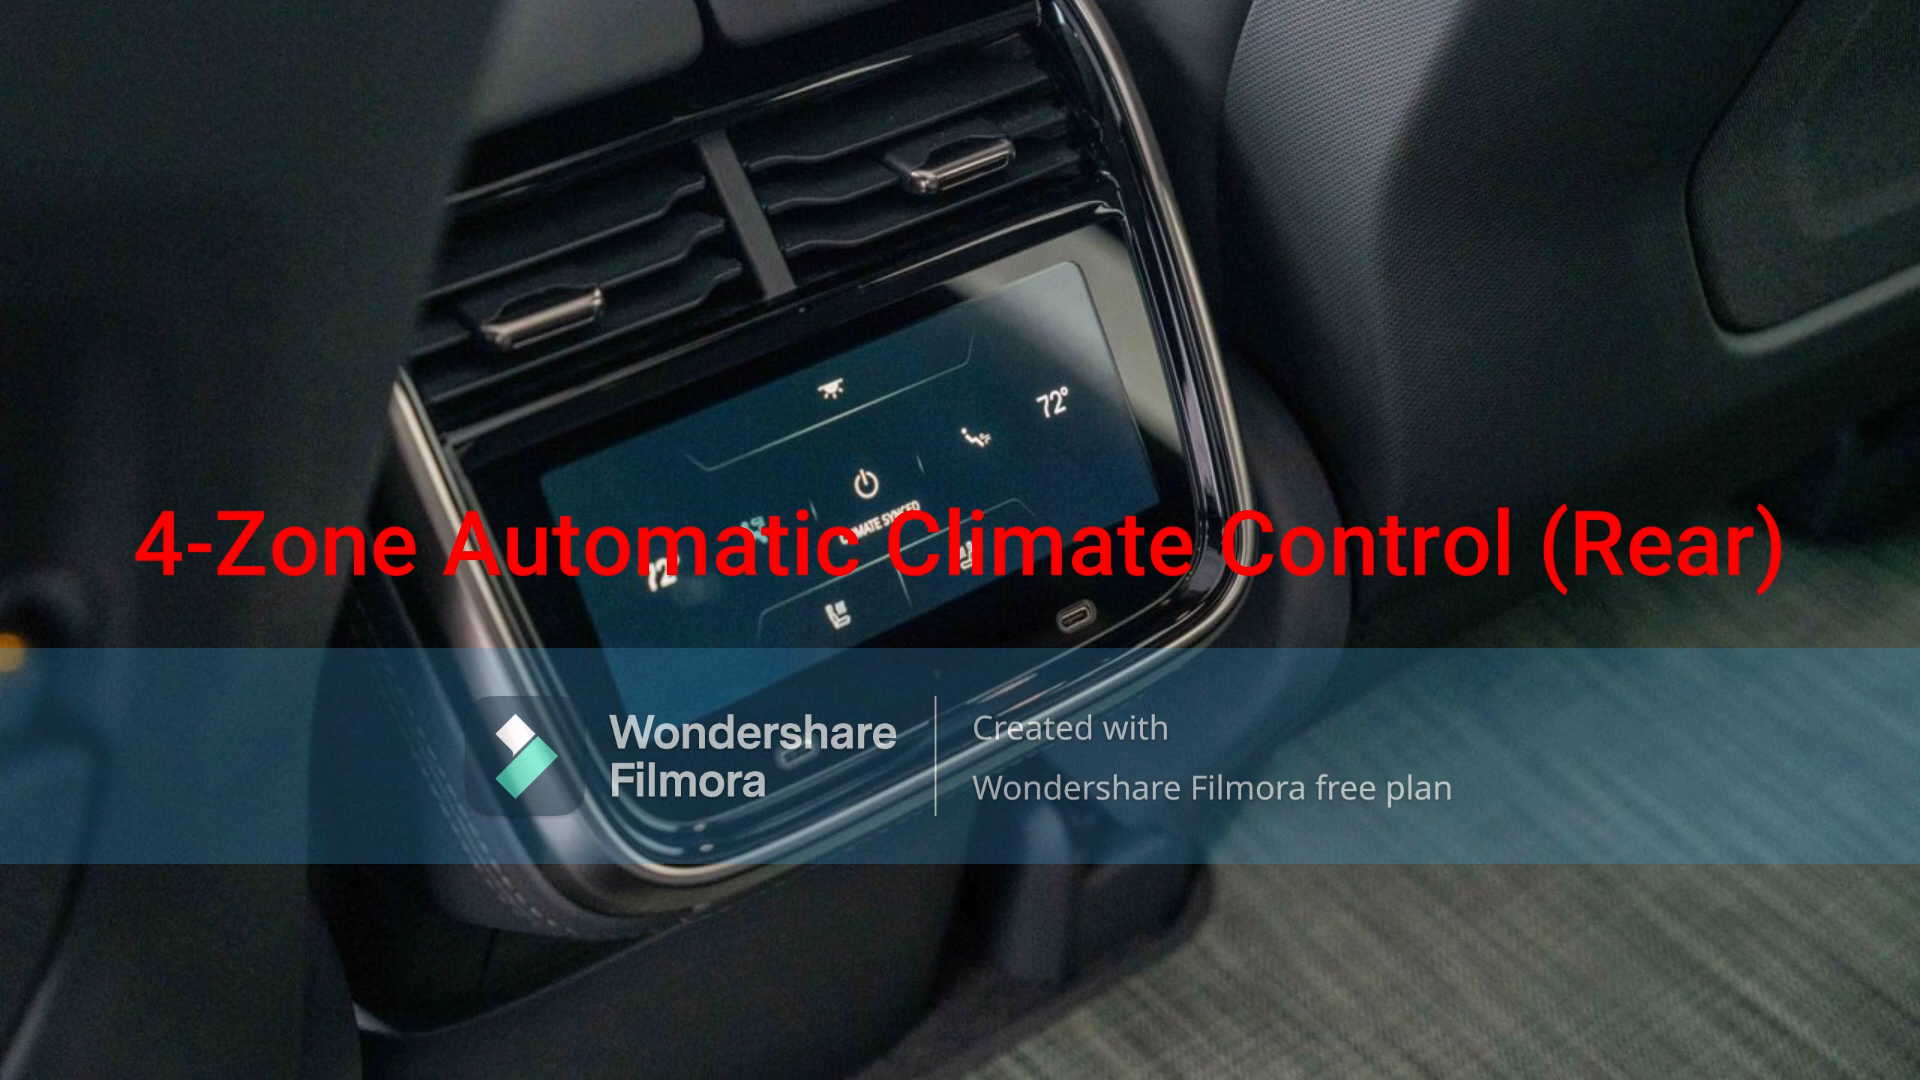 72°
4-Zone Automatic Climate Control (Rear)
Wondershare
Filmora
Created with
Wondershare Filmora free plan